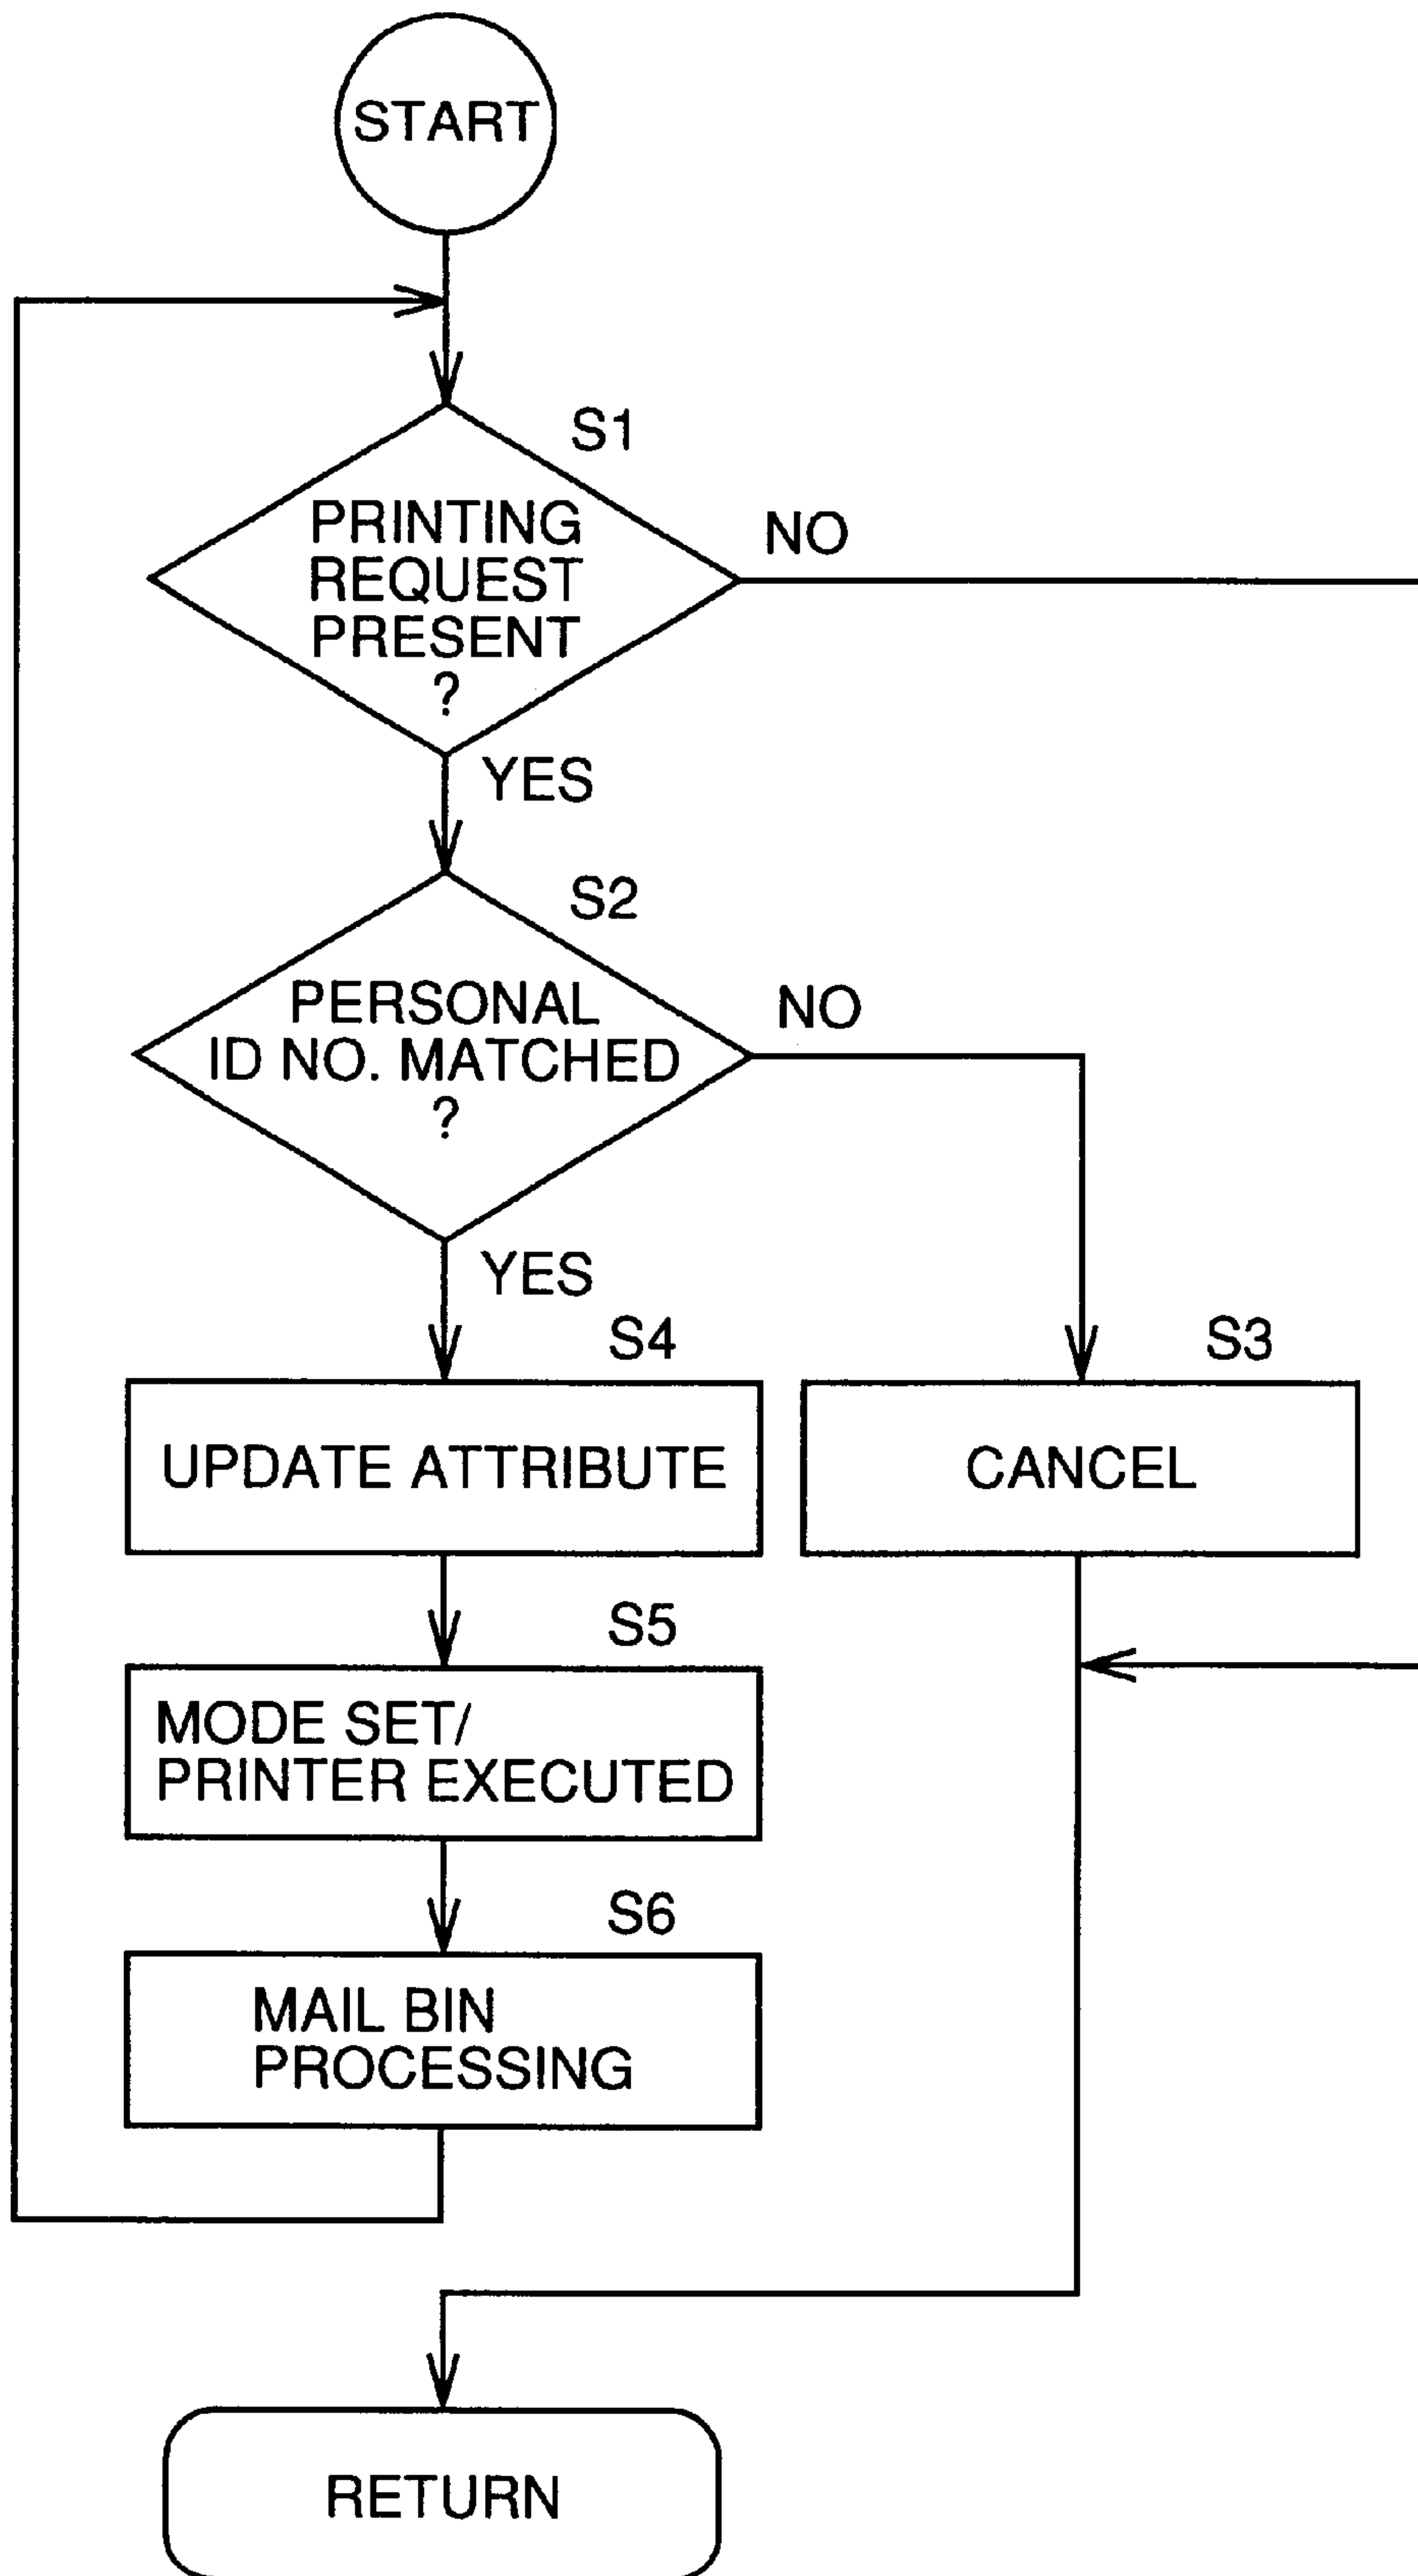 START
S1
PRINTING
REQUEST
PRESENT
?
NO
YES
S2
PERSONAL
ID NO. MATCHED
?
NO
YES
S4
UPDATE ATTRIBUTE
S3
CANCEL
S5
MODE SET/
PRINTER EXECUTED
S6
MAIL BIN
PROCESSING
RETURN